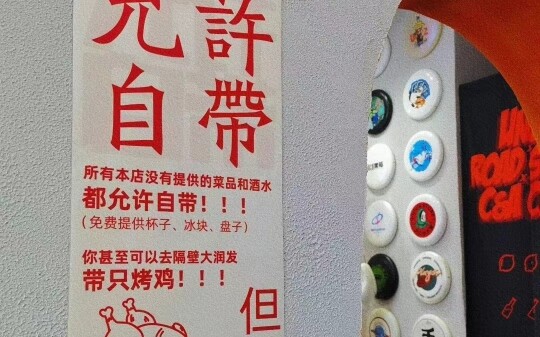 允許
自帶
所有本店没有提供的菜品和酒水
都允许自带！！！
(免费提供杯子、冰块、盘子)
你甚至可以去隔壁大润发
带只烤鸡！！！
但
ROAD